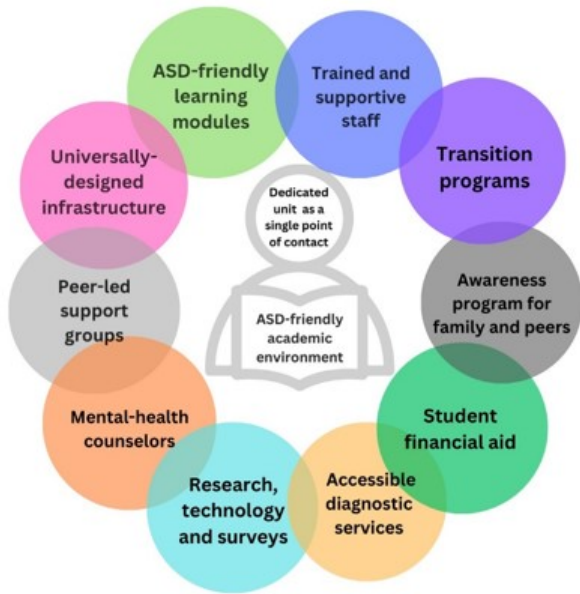 ASD-friendly
learning
modules
Trained and
supportive
staff
Transition
programs
Awareness
program for
family and peers
Student
financial aid
Accessible
diagnostic
services
Research,
technology
and surveys
Mental-health
counselors
Peer-led
support
groups
Universally-
designed
infrastructure
Dedicated
unit as a
single point
of contact
ASD-friendly
academic
environment